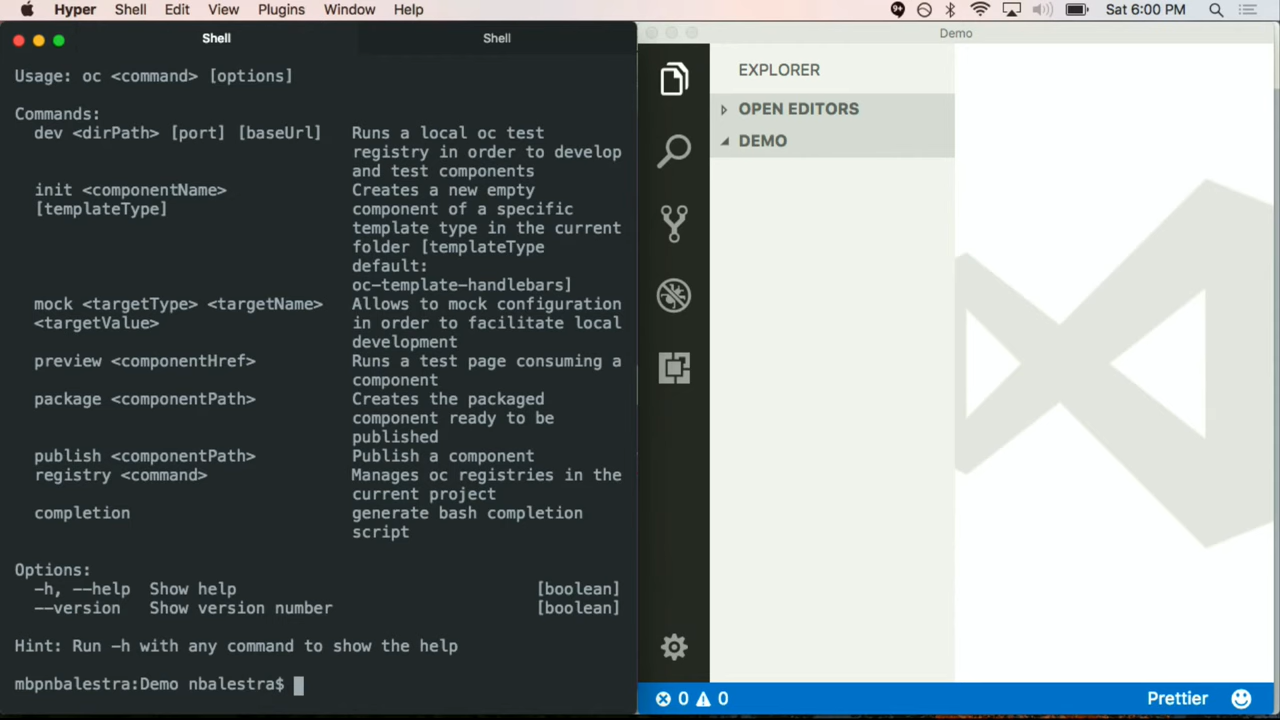 Hyper Shell Edit View Plugins Window Help 9+ Sat 6:00 PM
Shell Shell
Usage: oc <command> [options]
Commands:
dev <dirPath> [port] [baseUrl] Runs a local oc test
registry in order to develop
and test components
init <componentName> Creates a new empty
[templateType] component of a specific
template type in the current
folder [templateType
default:
oc-template-handlebars]
mock <targetType> <targetName> Allows to mock configuration
<targetValue> in order to facilitate local
development
preview <componentHref> Runs a test page consuming a
component
package <componentPath> Creates the packaged
component ready to be
published
publish <componentPath> Publish a component
registry <command> Manages oc registries in the
current project
completion generate bash completion
script
Options:
-h, --help Show help [boolean]
--version Show version number [boolean]
Hint: Run -h with any command to show the help
mbpnbalestra:Demo nbalestra$
Demo
EXPLORER
OPEN EDITORS
DEMO
0 0 Prettier